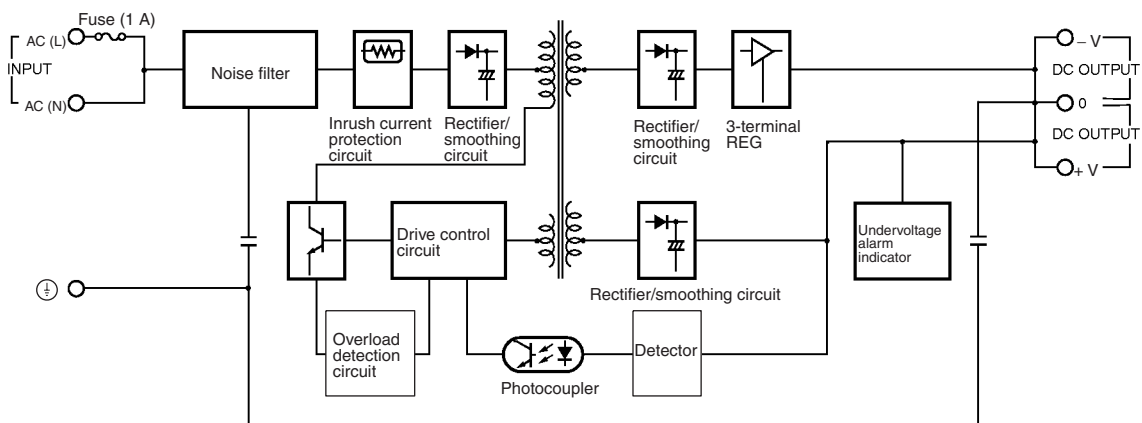 Fuse (1 A)
AC (L)
INPUT
AC (N)
Noise filter
Inrush current
protection
circuit
Rectifier/
smoothing
circuit
Rectifier/
smoothing
circuit
3-terminal
REG
– V
DC OUTPUT
0
DC OUTPUT
+ V
Drive control
circuit
Undervoltage
alarm
indicator
Rectifier/smoothing circuit
Overload
detection
circuit
Photocoupler
Detector